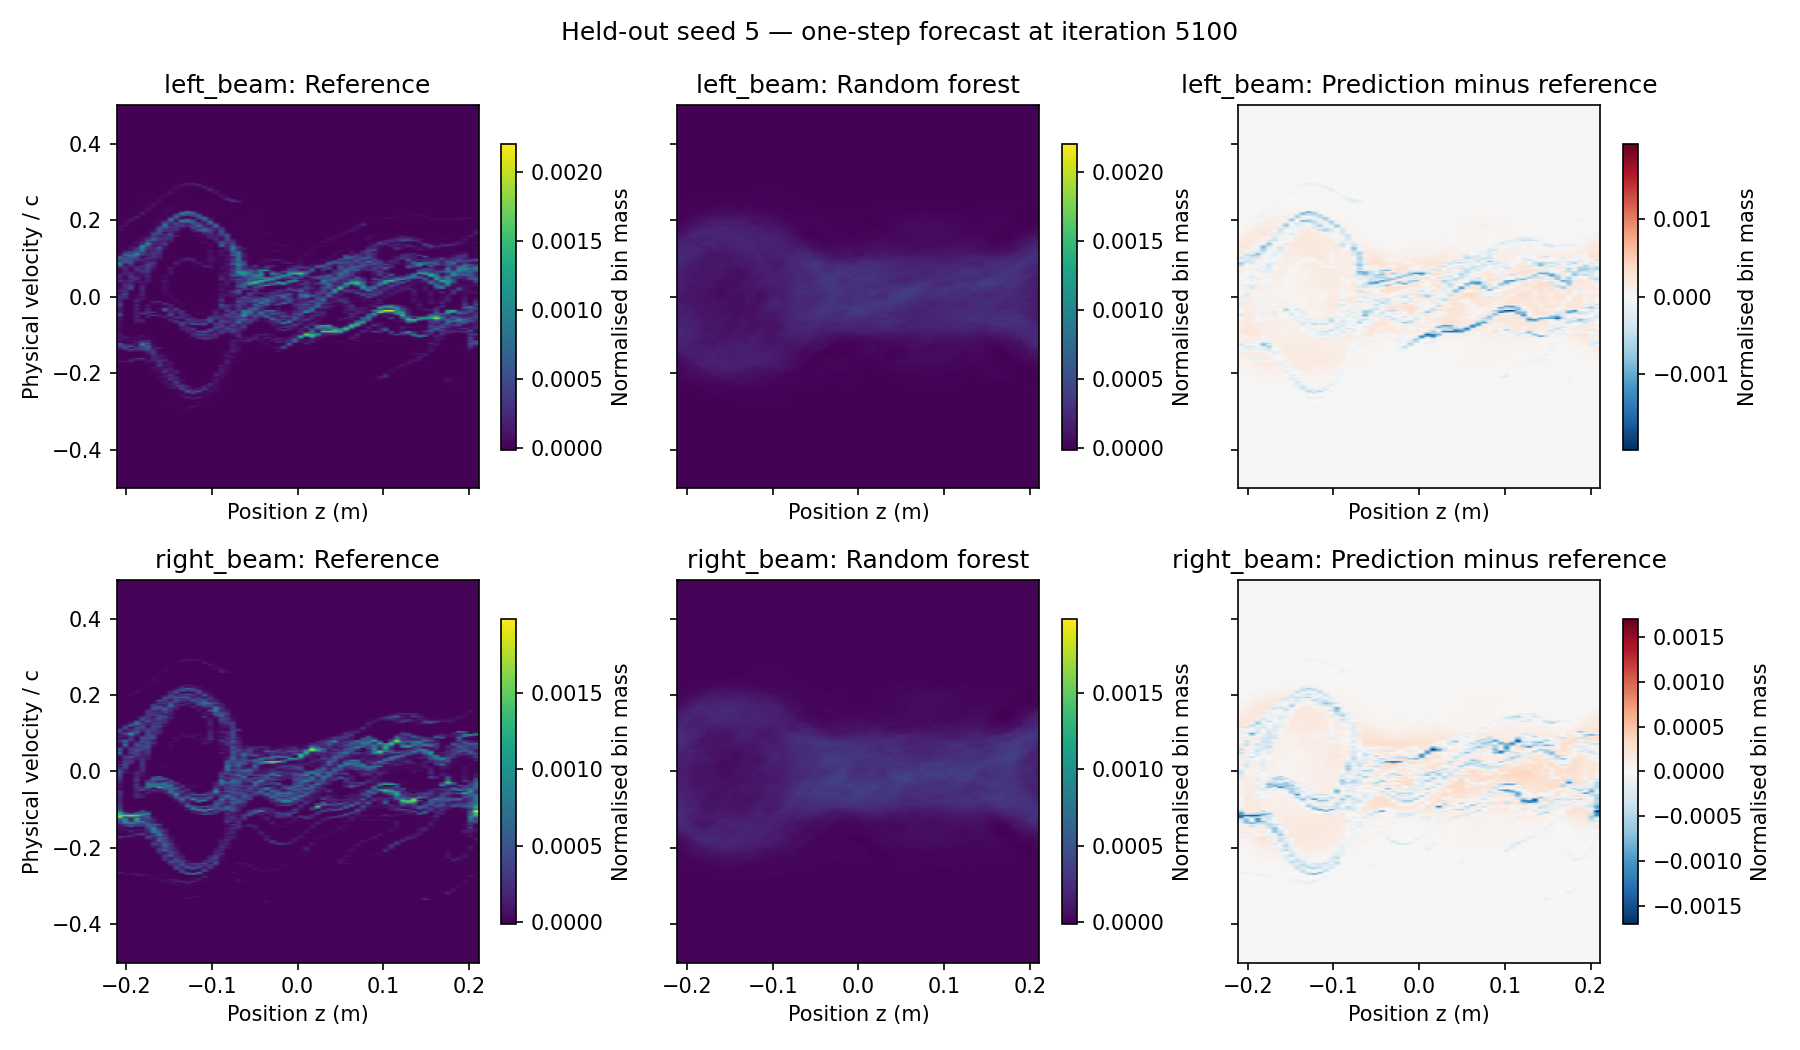 Held-out seed 5 — one-step forecast at iteration 5100
left_beam: Reference
left_beam: Random forest
left_beam: Prediction minus reference
Physical velocity / c
0.4
0.2
0.0
−0.2
−0.4
Position z (m)
0.0020
0.0015
0.0010
0.0005
0.0000
Normalised bin mass
Position z (m)
0.0020
0.0015
0.0010
0.0005
0.0000
Normalised bin mass
Position z (m)
0.001
0.000
−0.001
Normalised bin mass
right_beam: Reference
right_beam: Random forest
right_beam: Prediction minus reference
Physical velocity / c
0.4
0.2
0.0
−0.2
−0.4
−0.2 −0.1 0.0 0.1 0.2
Position z (m)
0.0015
0.0010
0.0005
0.0000
Normalised bin mass
−0.2 −0.1 0.0 0.1 0.2
Position z (m)
0.0015
0.0010
0.0005
0.0000
Normalised bin mass
−0.2 −0.1 0.0 0.1 0.2
Position z (m)
0.0015
0.0010
0.0005
0.0000
−0.0005
−0.0010
−0.0015
Normalised bin mass